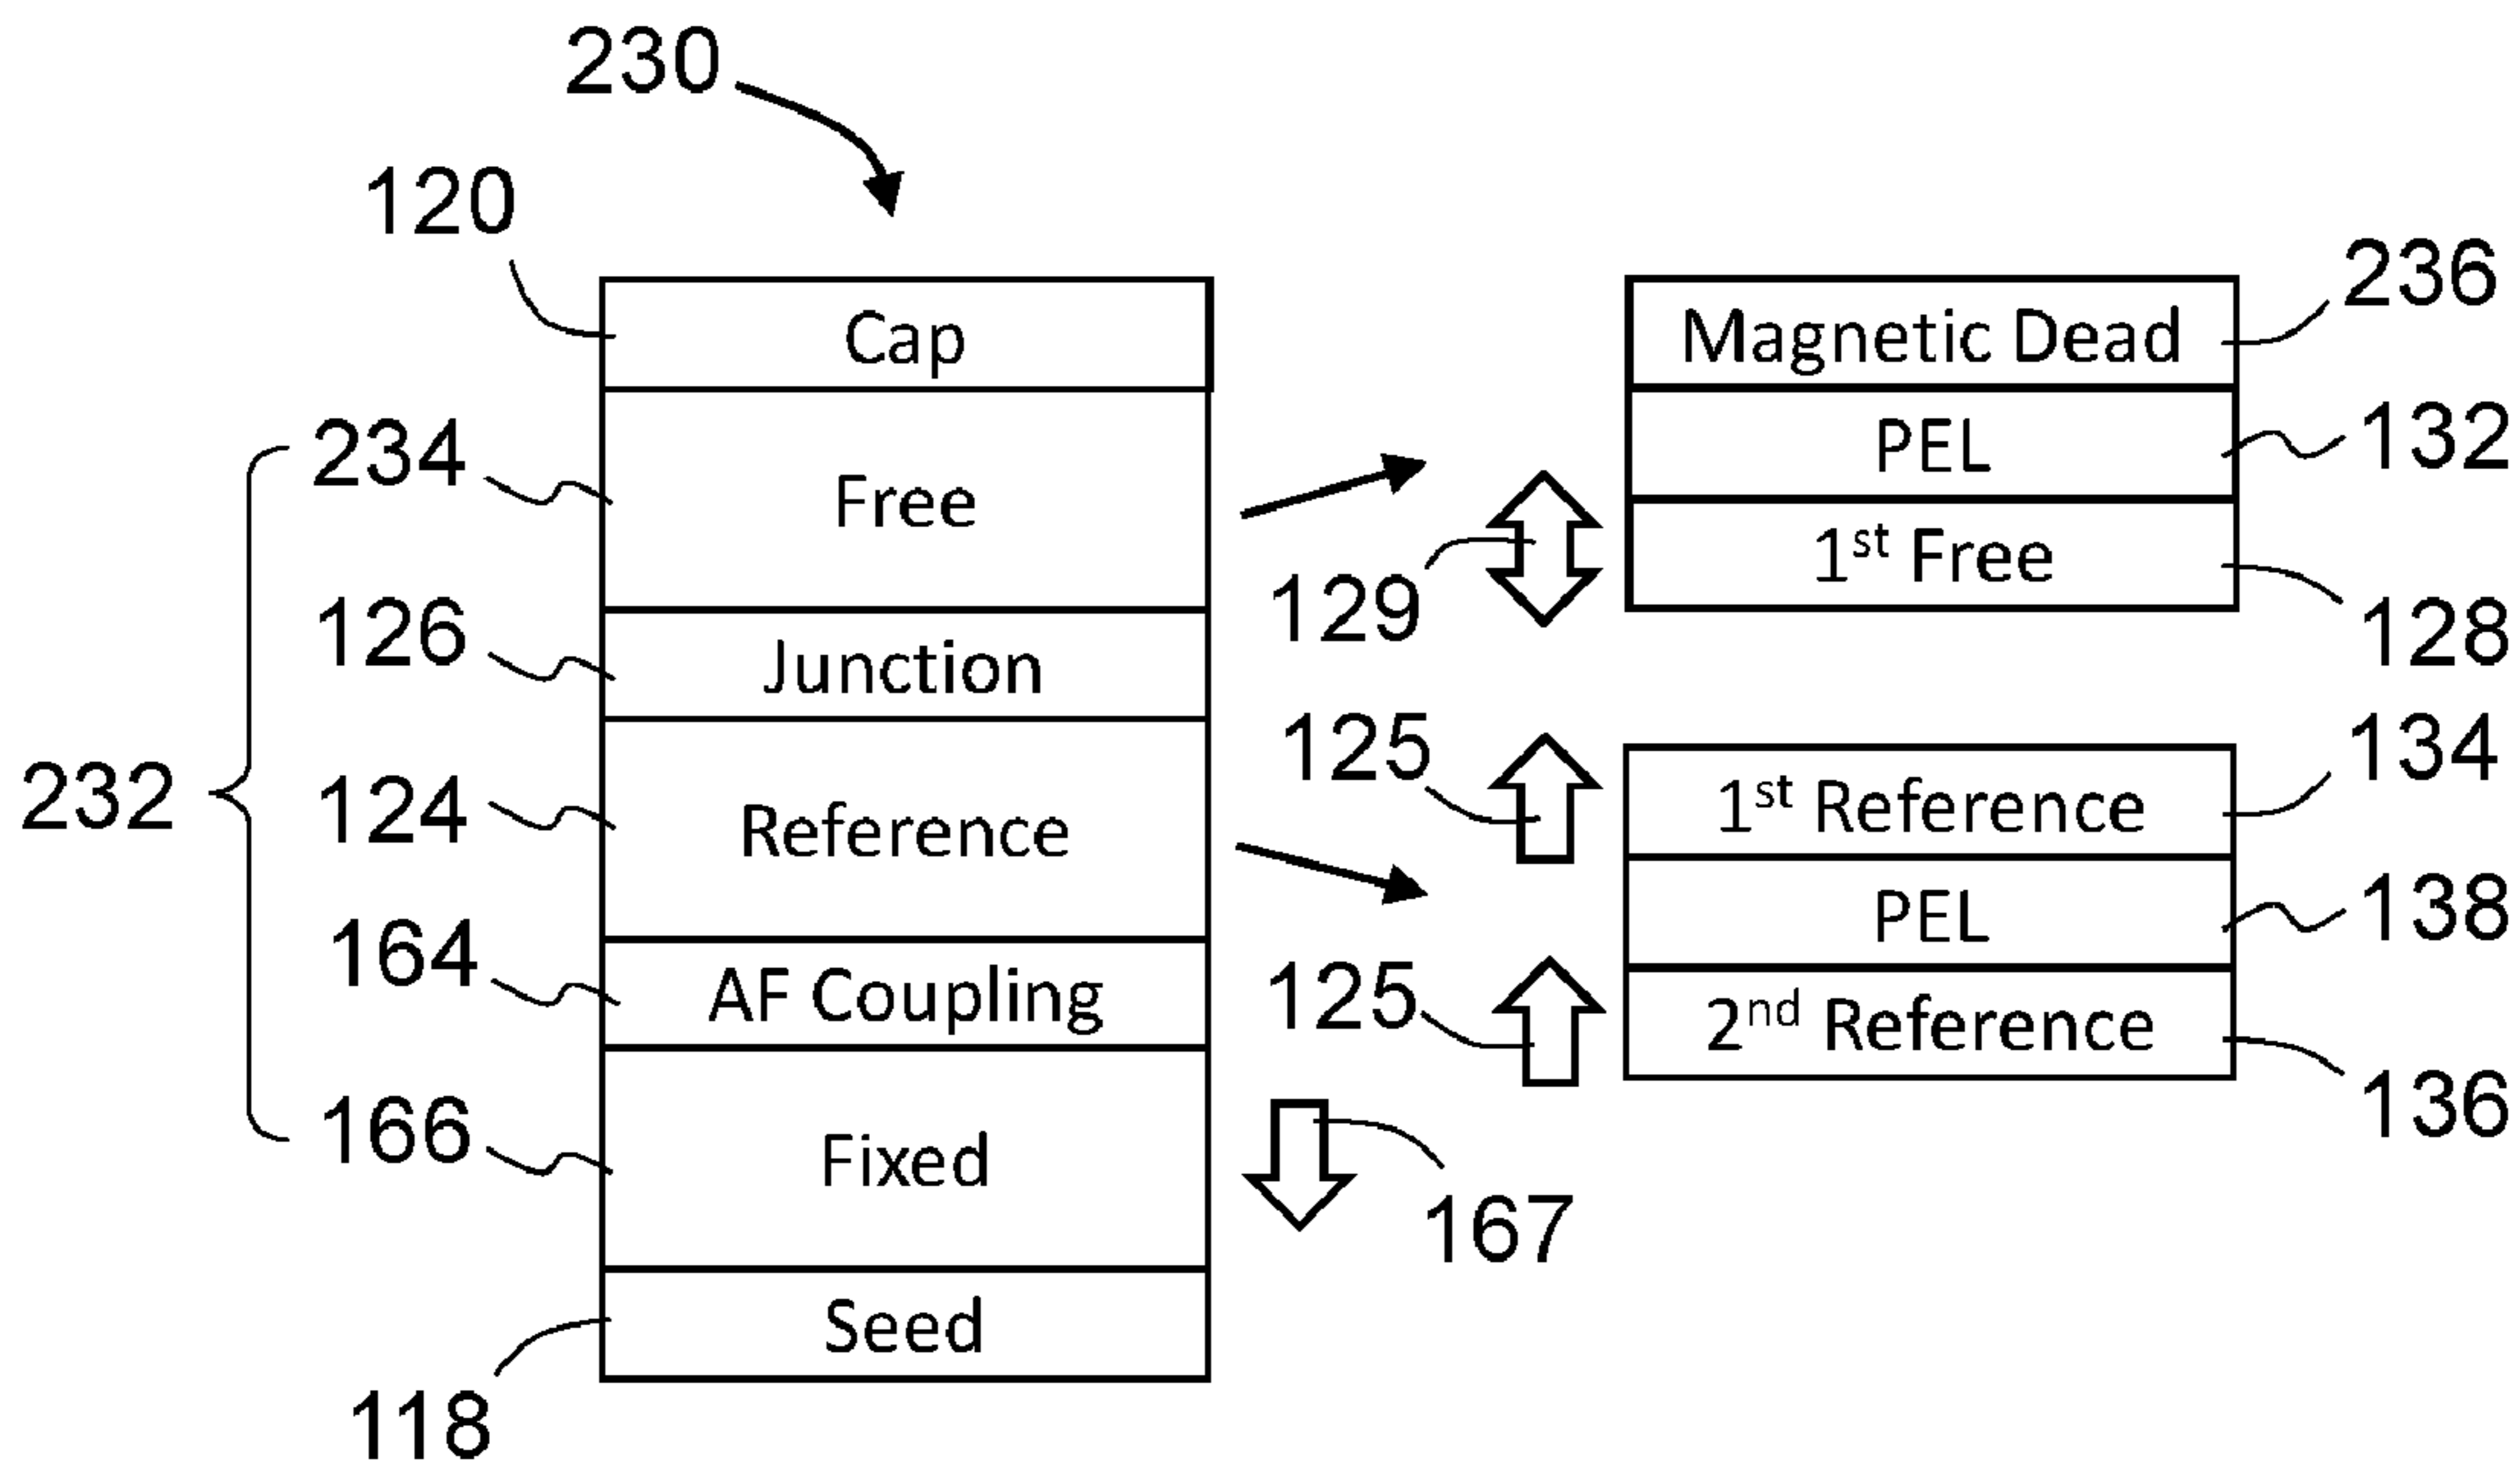 230
120
Cap
Magnetic Dead
236
234
Free
PEL
132
129
1st Free
128
126
Junction
232
124
Reference
125
1st Reference
134
PEL
138
164
AF Coupling
125
2nd Reference
136
166
Fixed
167
Seed
118